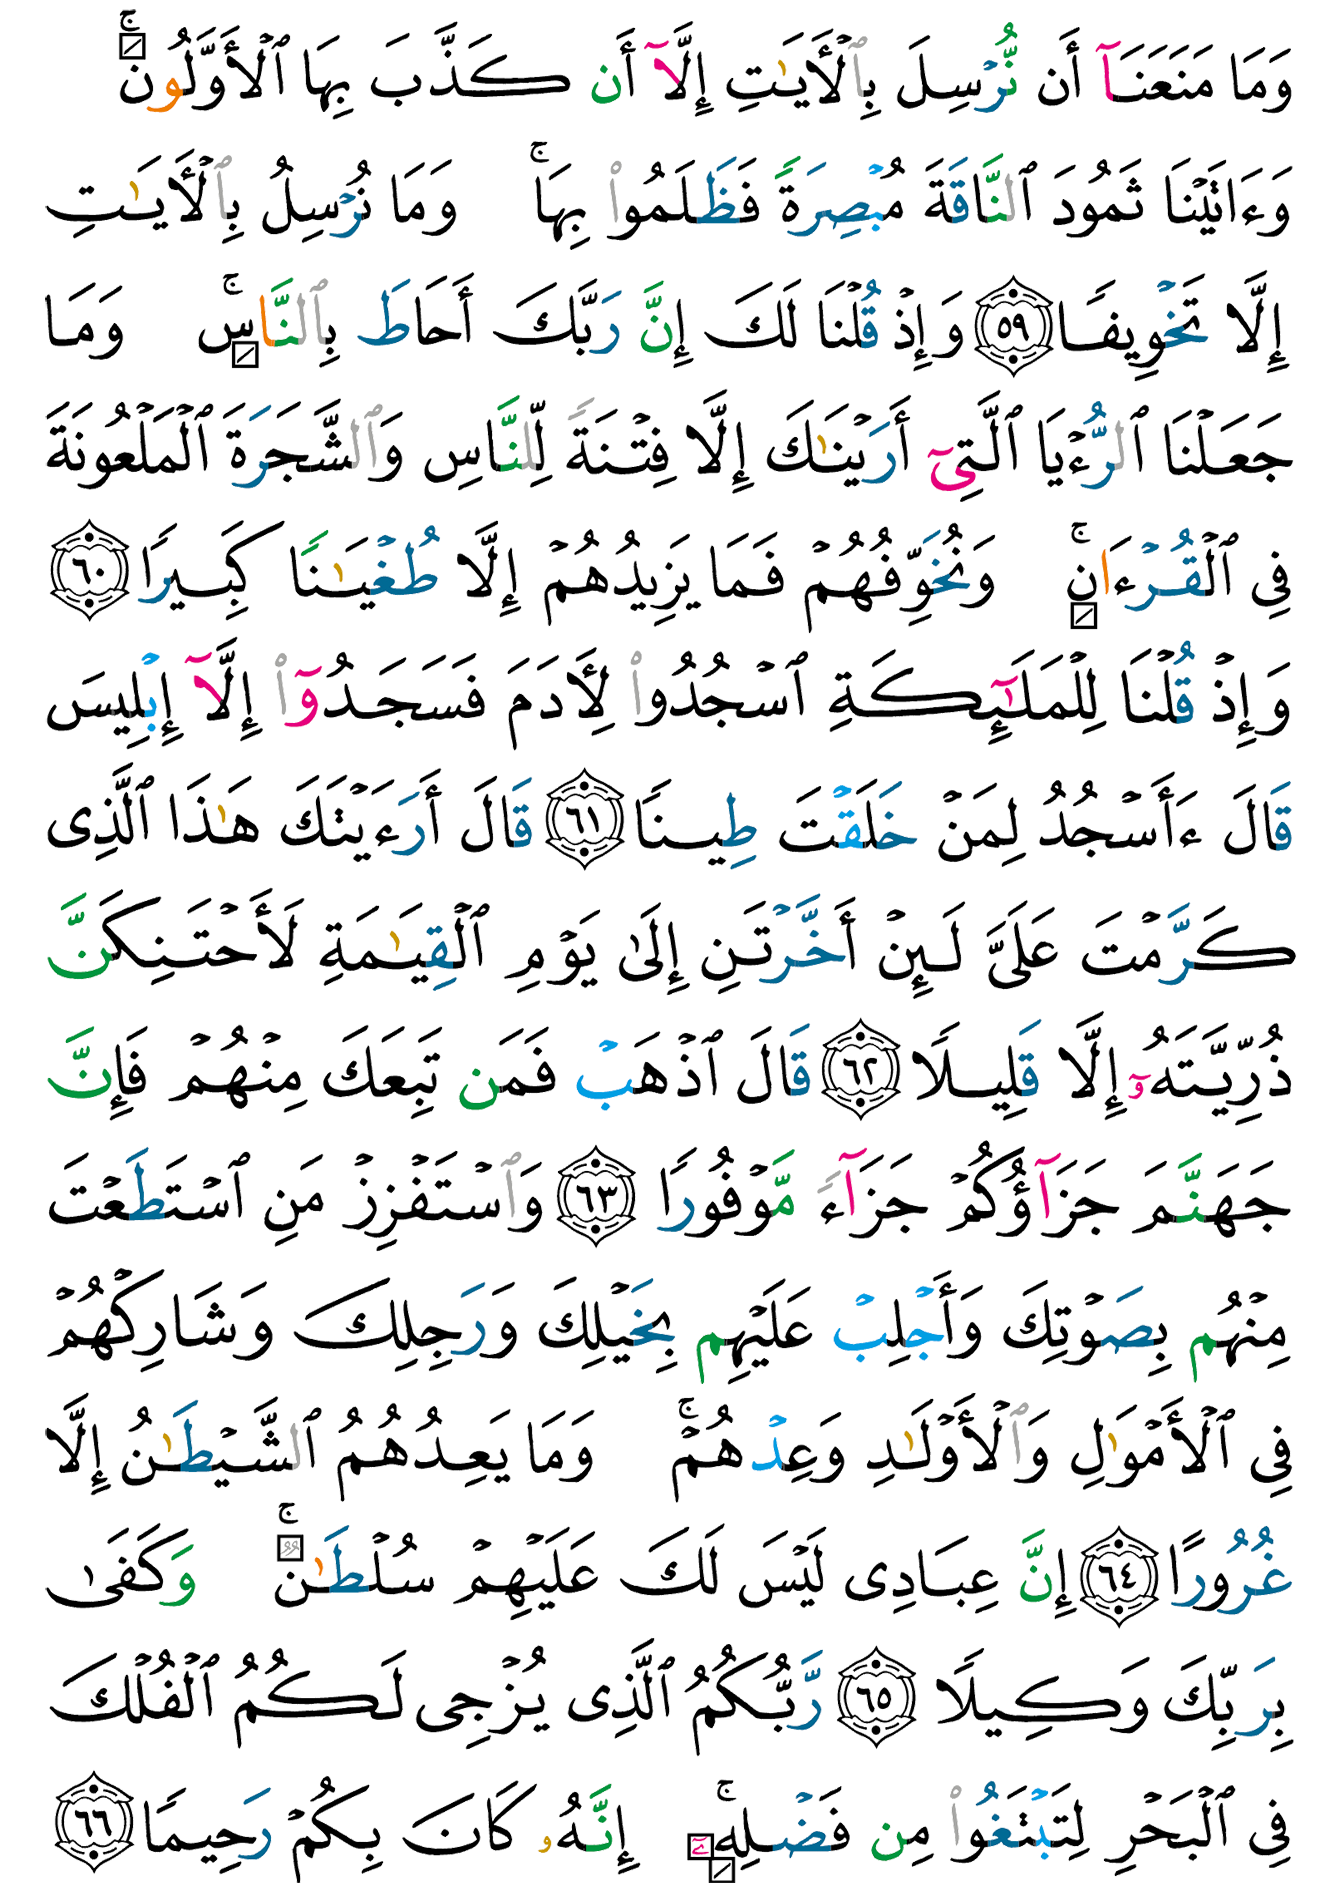 وَمَا مَنَعَنَآ أَن نُّرْسِلَ بِٱلْأَيَـٰتِ إِلَّآ أَن كَذَّبَ بِهَا ٱلْأَوَّلُونَۚ
وَءَاتَيْنَا ثَمُودَ ٱلنَّاقَةَ مُبْصِرَةً فَظَلَمُوا۟ بِهَاۚ وَمَا نُرْسِلُ بِٱلْأَيَـٰتِ
إِلَّا تَخْوِيفًا ٥٩ وَإِذْ قُلْنَا لَكَ إِنَّ رَبَّكَ أَحَاطَ بِٱلنَّاسِۚ وَمَا
جَعَلْنَا ٱلرُّءْيَا ٱلَّتِىٓ أَرَيْنَـٰكَ إِلَّا فِتْنَةً لِّلنَّاسِ وَٱلشَّجَرَةَ ٱلْمَلْعُونَةَ
فِى ٱلْقُرْءَانِۚ وَنُخَوِّفُهُمْ فَمَا يَزِيدُهُمْ إِلَّا طُغْيَـٰنًا كَبِيرًا ٦٠
وَإِذْ قُلْنَا لِلْمَلَـٰٓئِكَةِ ٱسْجُدُوا۟ لِأَدَمَ فَسَجَدُوٓا۟ إِلَّآ إِبْلِيسَ
قَالَ ءَأَسْجُدُ لِمَنْ خَلَقْتَ طِينًا ٦١ قَالَ أَرَءَيْتَكَ هَـٰذَا ٱلَّذِى
كَرَّمْتَ عَلَىَّ لَئِنْ أَخَّرْتَنِ إِلَىٰ يَوْمِ ٱلْقِيَـٰمَةِ لَأَحْتَنِكَنَّ
ذُرِّيَّتَهُۥٓ إِلَّا قَلِيلًا ٦٢ قَالَ ٱذْهَبْ فَمَن تَبِعَكَ مِنْهُمْ فَإِنَّ
جَهَنَّمَ جَزَآؤُكُمْ جَزَآءً مَّوْفُورًا ٦٣ وَٱسْتَفْزِزْ مَنِ ٱسْتَطَعْتَ
مِنْهُم بِصَوْتِكَ وَأَجْلِبْ عَلَيْهِم بِخَيْلِكَ وَرَجِلِكَ وَشَارِكْهُمْ
فِى ٱلْأَمْوَٰلِ وَٱلْأَوْلَـٰدِ وَعِدْهُمْۚ وَمَا يَعِدُهُمُ ٱلشَّيْطَـٰنُ إِلَّا
غُرُورًا ٦٤ إِنَّ عِبَادِى لَيْسَ لَكَ عَلَيْهِمْ سُلْطَـٰنٌۚ وَكَفَىٰ
بِرَبِّكَ وَكِيلًا ٦٥ رَّبُّكُمُ ٱلَّذِى يُزْجِى لَكُمُ ٱلْفُلْكَ
فِى ٱلْبَحْرِ لِتَبْتَغُوا۟ مِن فَضْلِهِۦٓۚ إِنَّهُۥ كَانَ بِكُمْ رَحِيمًا ٦٦